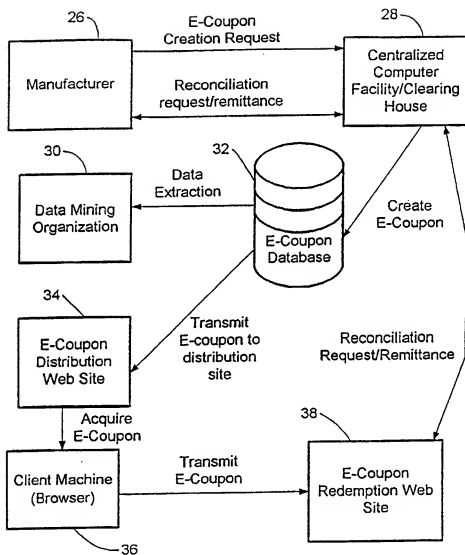 26
E-Coupon
Creation Request
28
Manufacturer
Centralized
Computer
Facility/Clearing
House
Reconciliation
request/remittance
30
32
Data
Extraction
Data Mining
Organization
E-Coupon
Database
Create
E-Coupon
34
E-Coupon
Distribution
Web Site
Transmit
E-coupon to
distribution
site
Reconciliation
Request/Remittance
Acquire
E-Coupon
38
Client Machine
(Browser)
Transmit
E-Coupon
E-Coupon
Redemption Web
Site
36